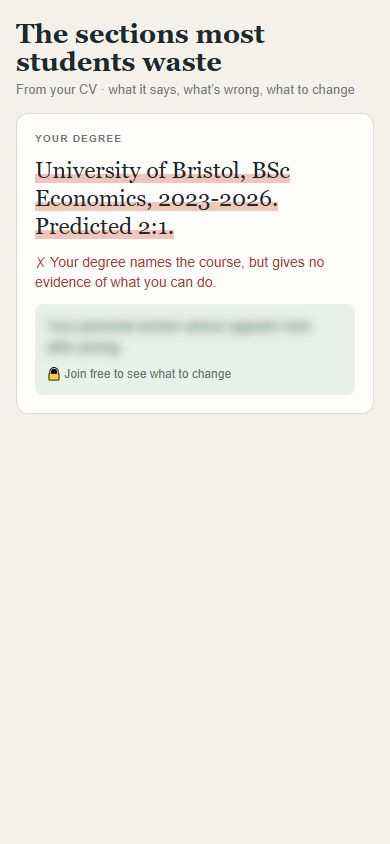 The sections most
students waste
From your CV · what it says, what's wrong, what to change
YOUR DEGREE
University of Bristol, BSc
Economics, 2023-2026.
Predicted 2:1.
✗ Your degree names the course, but gives no
evidence of what you can do.
Join free to see what to change